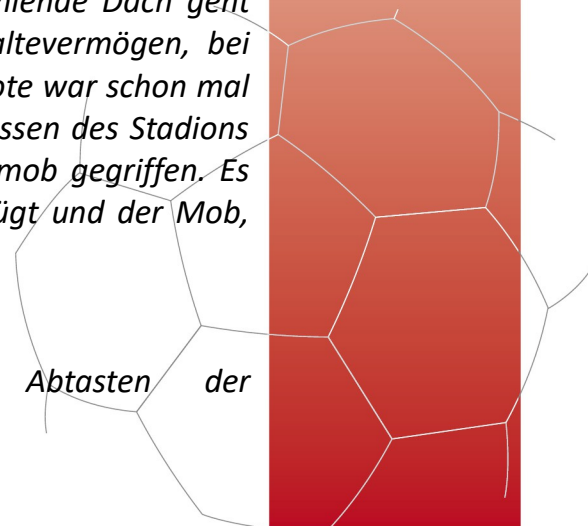 Dach geht
altevermögen, bei
war schon mal
ssen des Stadions
mob gegriffen. Es
ügt und der Mob,
Abtasten der